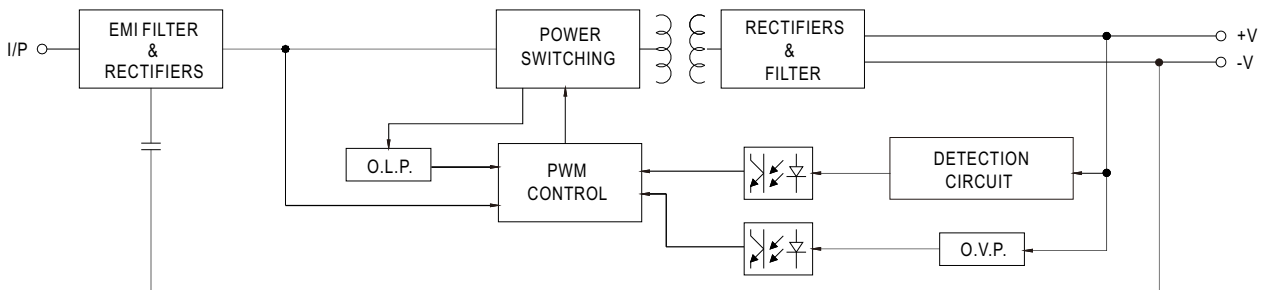 I/P
EMI FILTER
&
RECTIFIERS
POWER
SWITCHING
RECTIFIERS
&
FILTER
+V
-V
O.L.P.
PWM
CONTROL
DETECTION
CIRCUIT
O.V.P.